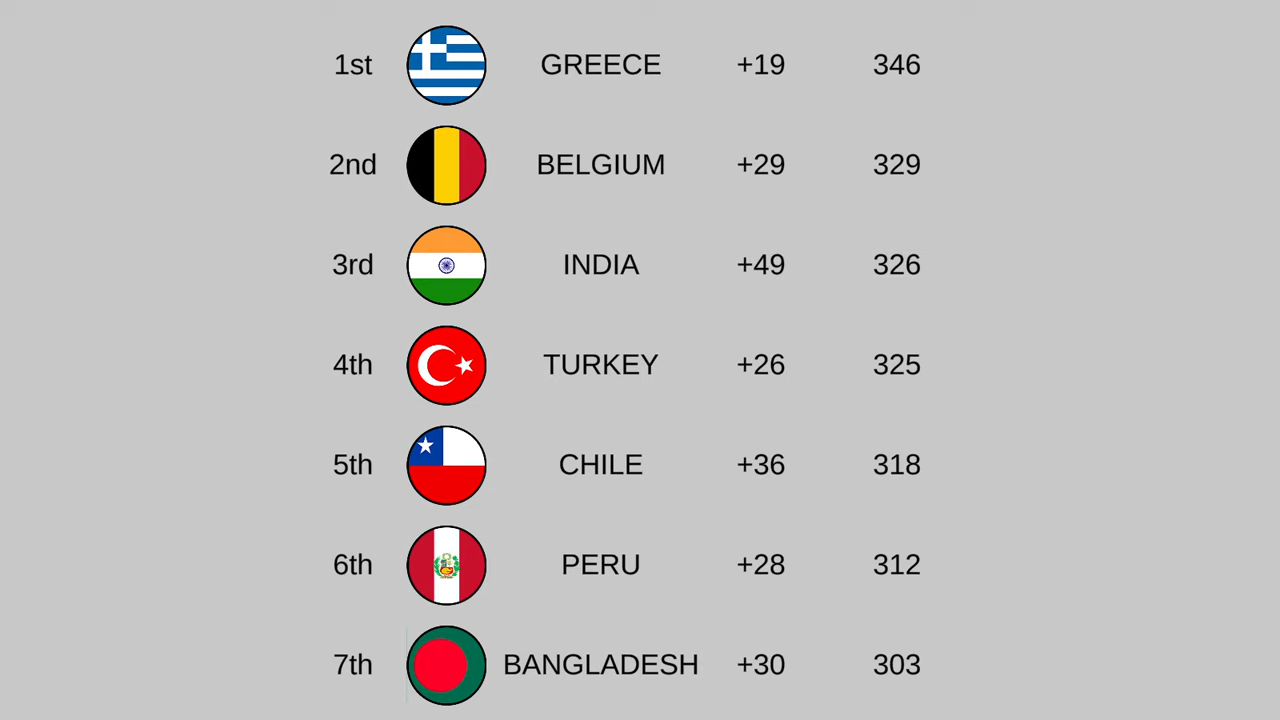 1st GREECE +19 346
2nd BELGIUM +29 329
3rd INDIA +49 326
4th TURKEY +26 325
5th CHILE +36 318
6th PERU +28 312
7th BANGLADESH +30 303